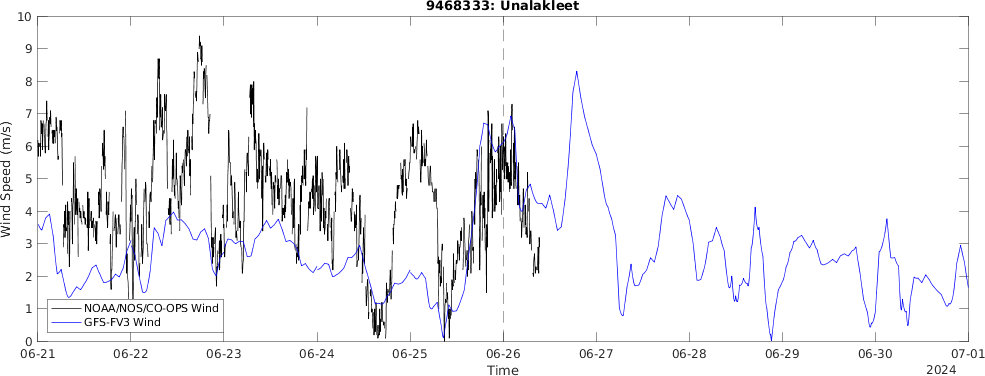 9468333: Unalakleet
Wind Speed (m/s)
10
9
8
7
6
5
4
3
2
1
0
NOAA/NOS/CO-OPS Wind
GFS-FV3 Wind
06-21 06-22 06-23 06-24 06-25 06-26 06-27 06-28 06-29 06-30 07-01
Time
2024